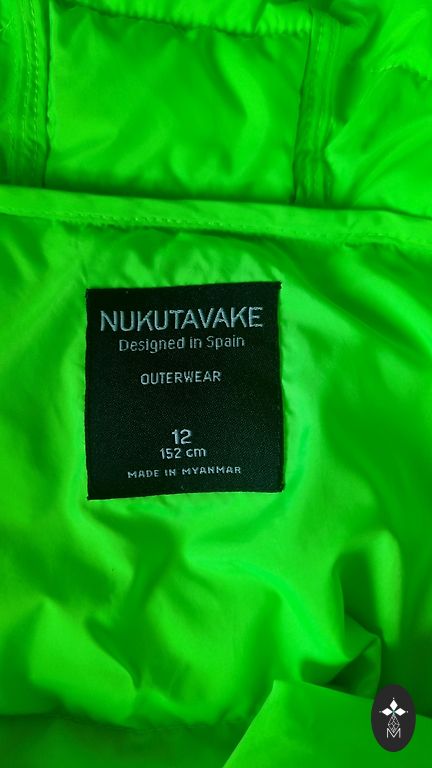 NUKUTAVAKE
Designed in Spain
OUTERWEAR
12
152 cm
MADE IN MYANMAR
M